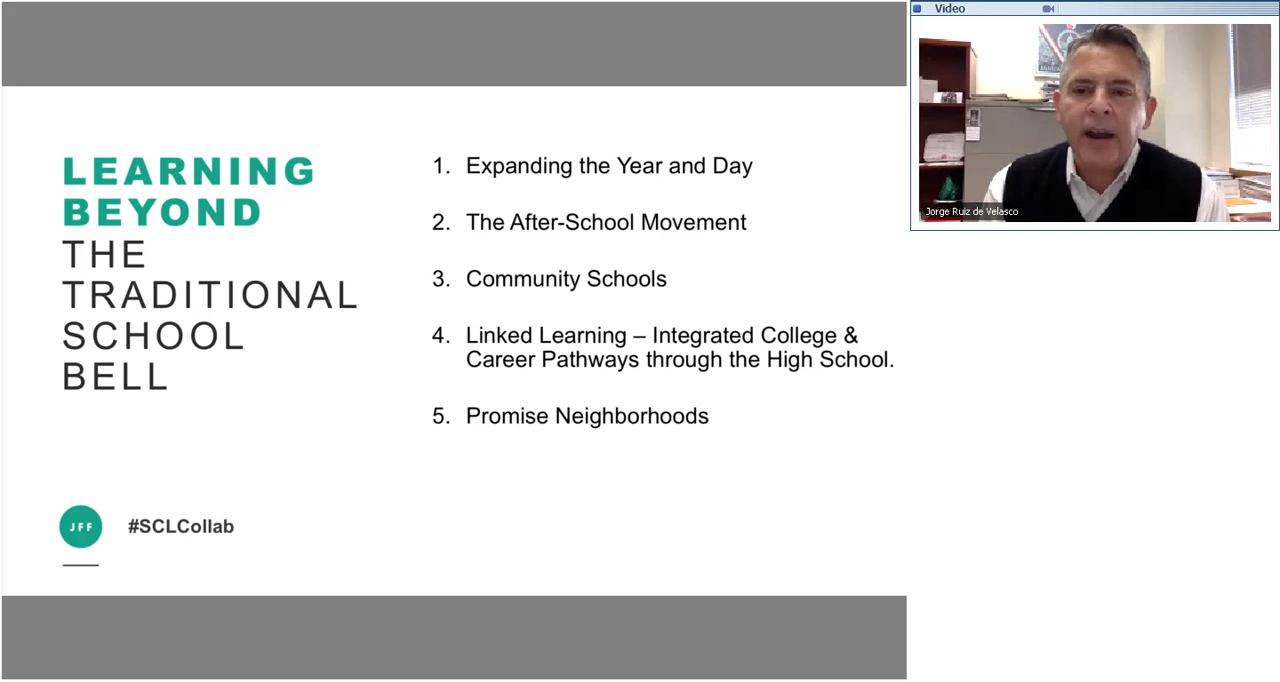 LEARNING
BEYOND
THE
TRADITIONAL
SCHOOL
BELL
1. Expanding the Year and Day
2. The After-School Movement
3. Community Schools
4. Linked Learning – Integrated College &
Career Pathways through the High School.
5. Promise Neighborhoods
JFF
#SCLCollab
Video
Jorge Ruiz de Velasco